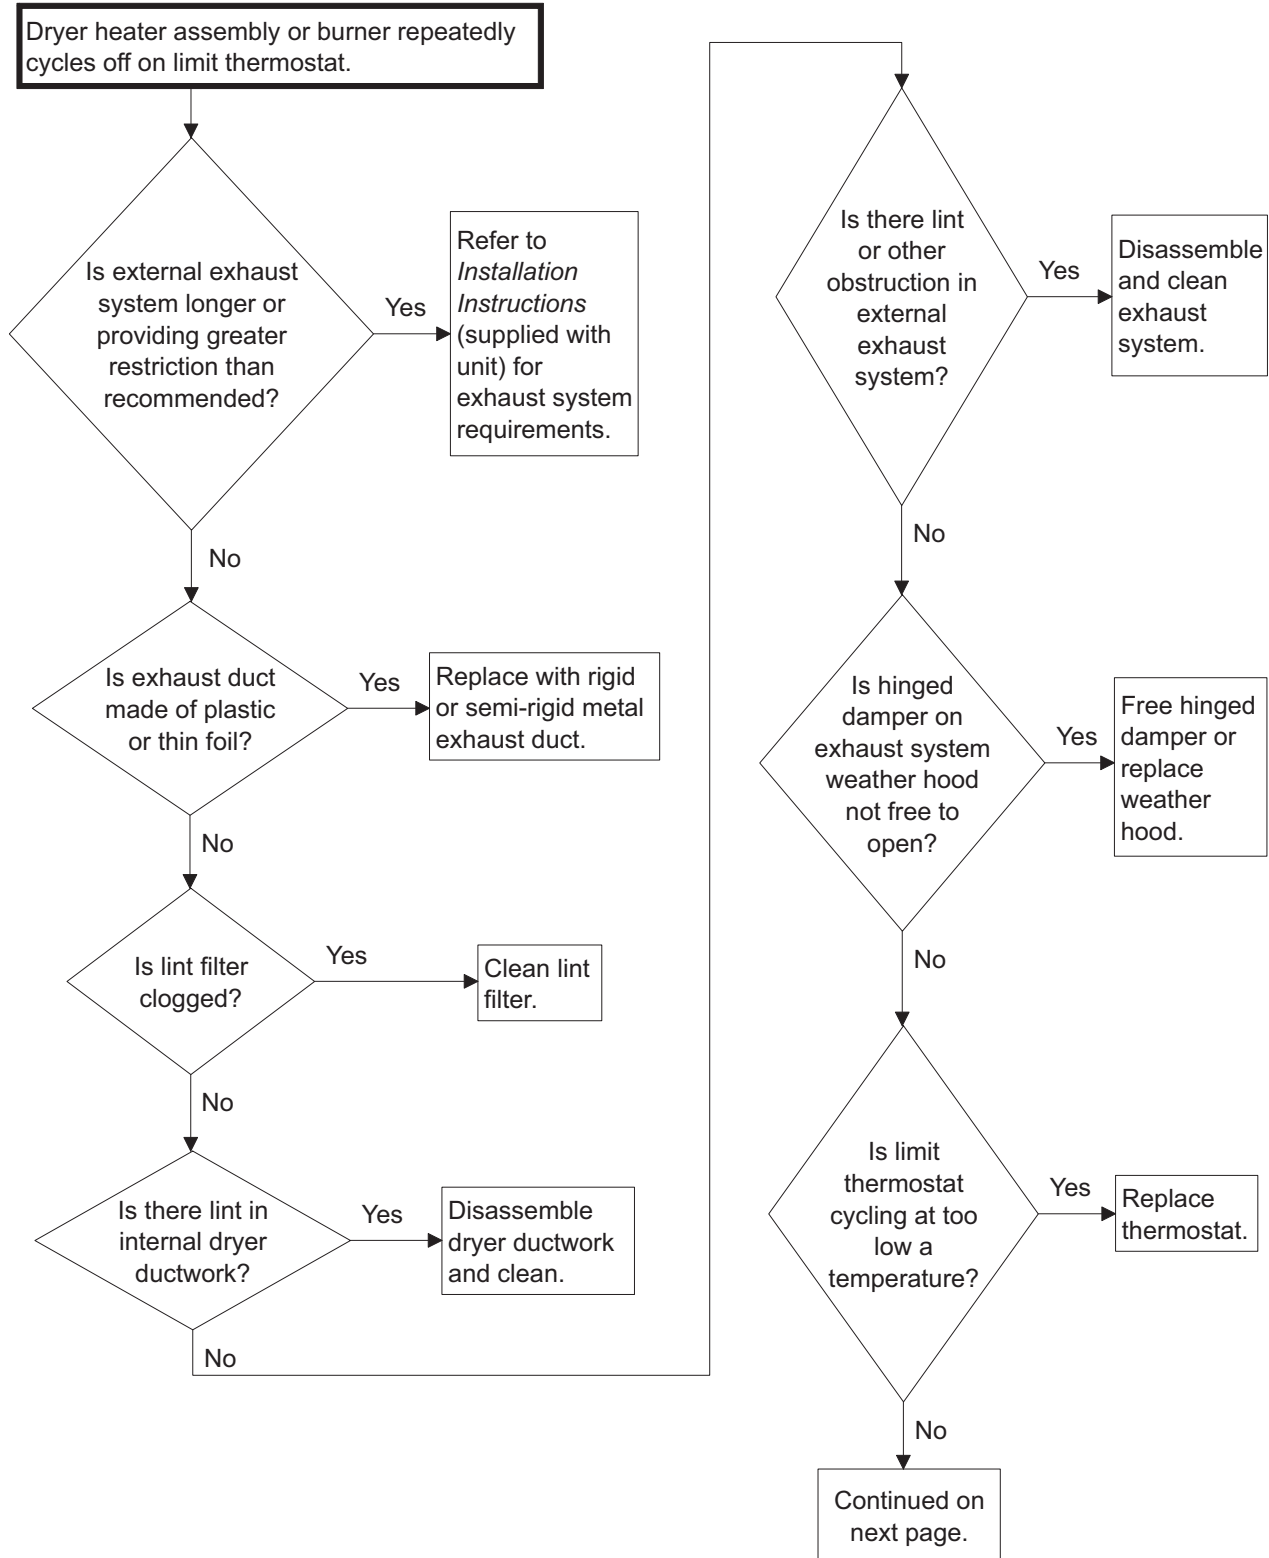 Dryer heater assembly or burner repeatedly
cycles off on limit thermostat.
Is external exhaust
system longer or
providing greater
restriction than
recommended?
Yes
Refer to
Installation
Instructions
(supplied with
unit) for
exhaust system
requirements.
No
Is exhaust duct
made of plastic
or thin foil?
Yes
Replace with rigid
or semi-rigid metal
exhaust duct.
No
Is lint filter
clogged?
Yes
Clean lint
filter.
No
Is there lint in
internal dryer
ductwork?
Yes
Disassemble
dryer ductwork
and clean.
No
Is there lint
or other
obstruction in
external
exhaust
system?
Yes
Disassemble
and clean
exhaust
system.
No
Is hinged
damper on
exhaust system
weather hood
not free to
open?
Yes
Free hinged
damper or
replace
weather
hood.
No
Is limit
thermostat
cycling at too
low a
temperature?
Yes
Replace
thermostat.
No
Continued on
next page.